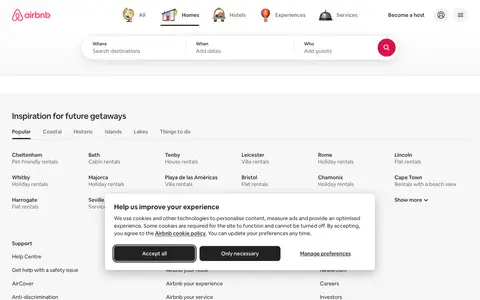 airbnb
All
Homes
Hotels
Experiences
Services
Become a host
Where
Search destinations
When
Add dates
Who
Add guests
Inspiration for future getaways
Popular
Coastal
Historic
Islands
Lakes
Things to do
Cheltenham
Pet-friendly rentals
Bath
Cabin rentals
Tenby
House rentals
Leicester
Villa rentals
Rome
Holiday rentals
Lincoln
Flat rentals
Whitby
Holiday rentals
Majorca
Holiday rentals
Playa de las Américas
Villa rentals
Bristol
Flat rentals
Chamonix
Holiday rentals
Cape Town
Rentals with a beach view
Harrogate
Flat rentals
Seville
Show more
Help us improve your experience
We use cookies and other technologies to personalise content, measure ads and provide an optimised
experience. Some cookies are required for the site to function and cannot be turned off. By
accepting, you agree to the Airbnb cookie policy. You can update your preferences any time.
Accept all
Only necessary
Manage preferences
Support
Help Centre
Get help with a safety issue
AirCover
Airbnb your experience
Careers
Anti-discrimination
Airbnb your service
Investors